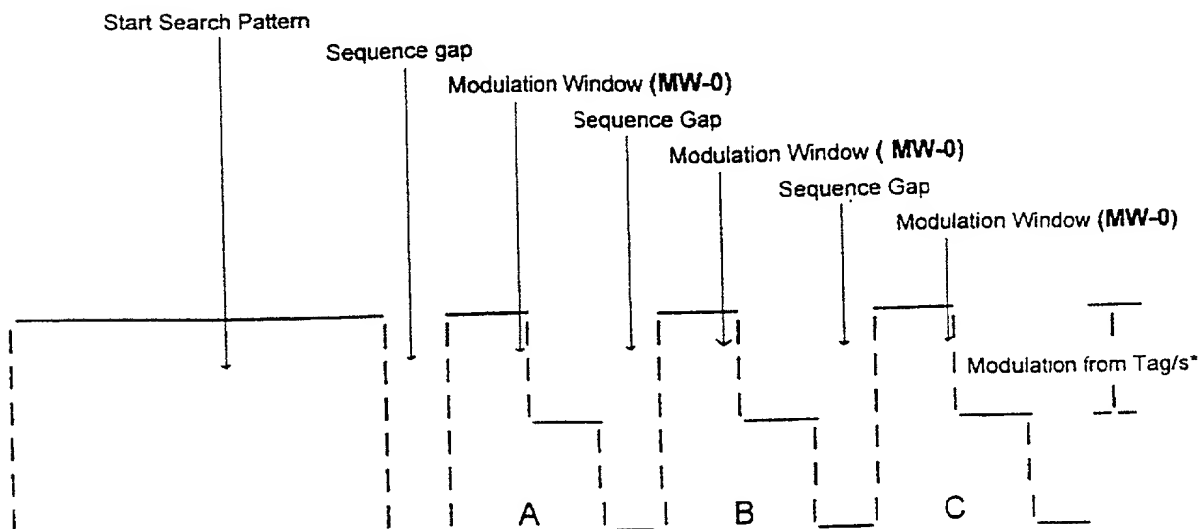 Start Search Pattern
Sequence gap
Modulation Window (MW-0)
Sequence Gap
Modulation Window ( MW-0)
Sequence Gap
Modulation Window (MW-0)
Modulation from Tag/s*
A
B
C